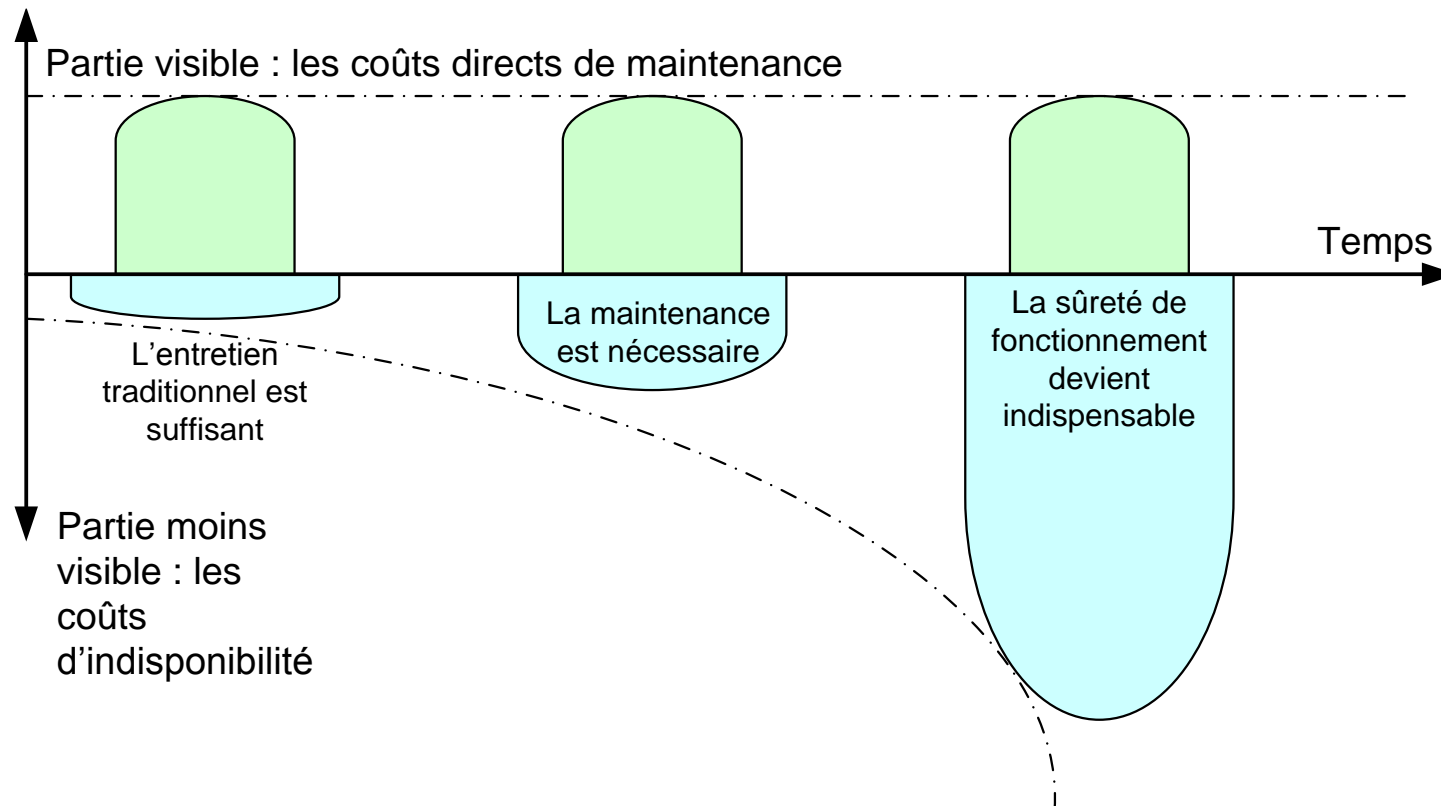 Partie visible : les coûts directs de maintenance
Temps
L’entretien
traditionnel est
suffisant
La maintenance
est nécessaire
La sûreté de
fonctionnement
devient
indispensable
Partie moins
visible : les
coûts
d’indisponibilité